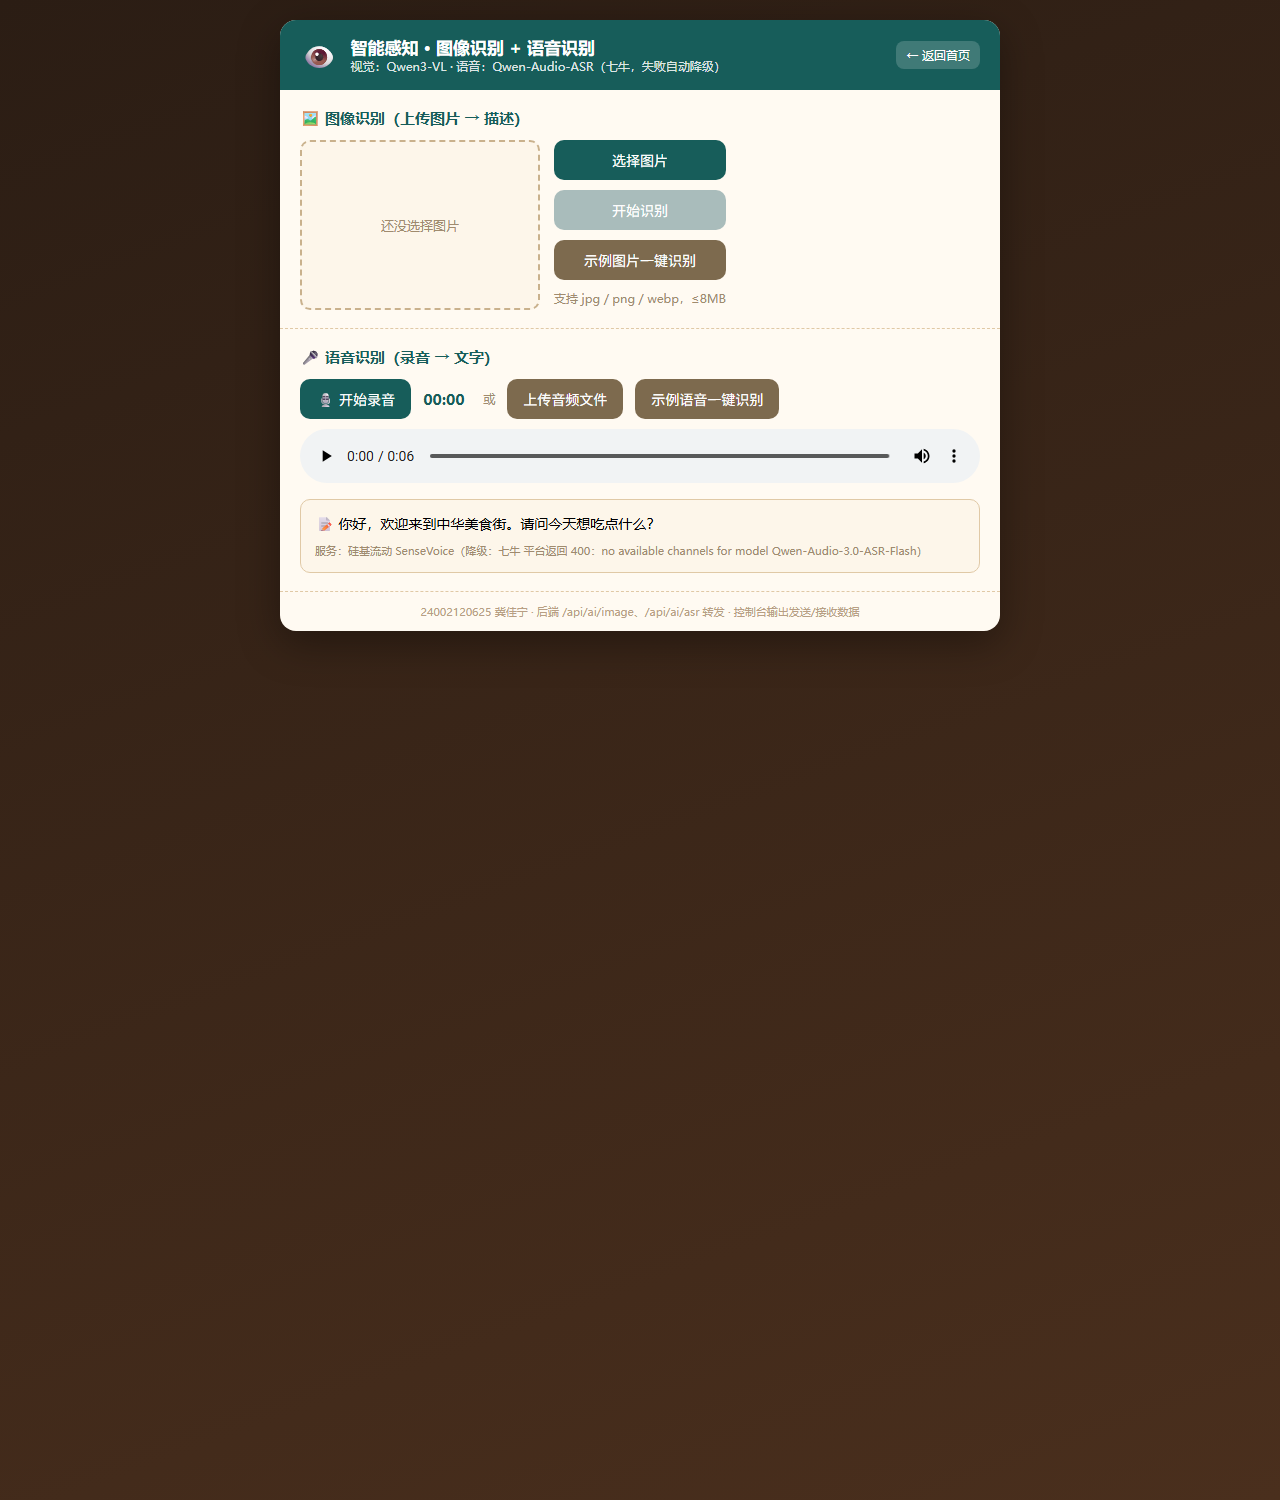 智能感知 · 图像识别 + 语音识别
视觉：Qwen3-VL · 语音：Qwen-Audio-ASR（七牛，失败自动降级）
← 返回首页
图像识别（上传图片 → 描述）
还没选择图片
选择图片
开始识别
示例图片一键识别
支持 jpg / png / webp，≤8MB
语音识别（录音 → 文字）
开始录音 00:00 或 上传音频文件 示例语音一键识别
0:00 / 0:06
你好，欢迎来到中华美食街。请问今天想吃点什么？
服务：硅基流动 SenseVoice（降级：七牛 平台返回 400：no available channels for model Qwen-Audio-3.0-ASR-Flash）
24002120625 龚佳宁 · 后端 /api/ai/image、/api/ai/asr 转发 · 控制台输出发送/接收数据